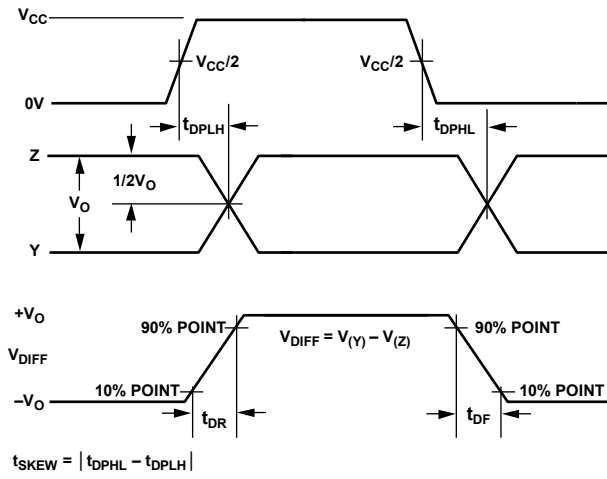 VCC
VCC/2 VCC/2
0V
tDPLH tDPHL
Z
1/2VO
VO
Y
+VO
90% POINT 90% POINT
VDIFF = V(Y) – V(Z)
VDIFF
10% POINT 10% POINT
–VO
tDR tDF
tSKEW = | tDPHL – tDPLH |